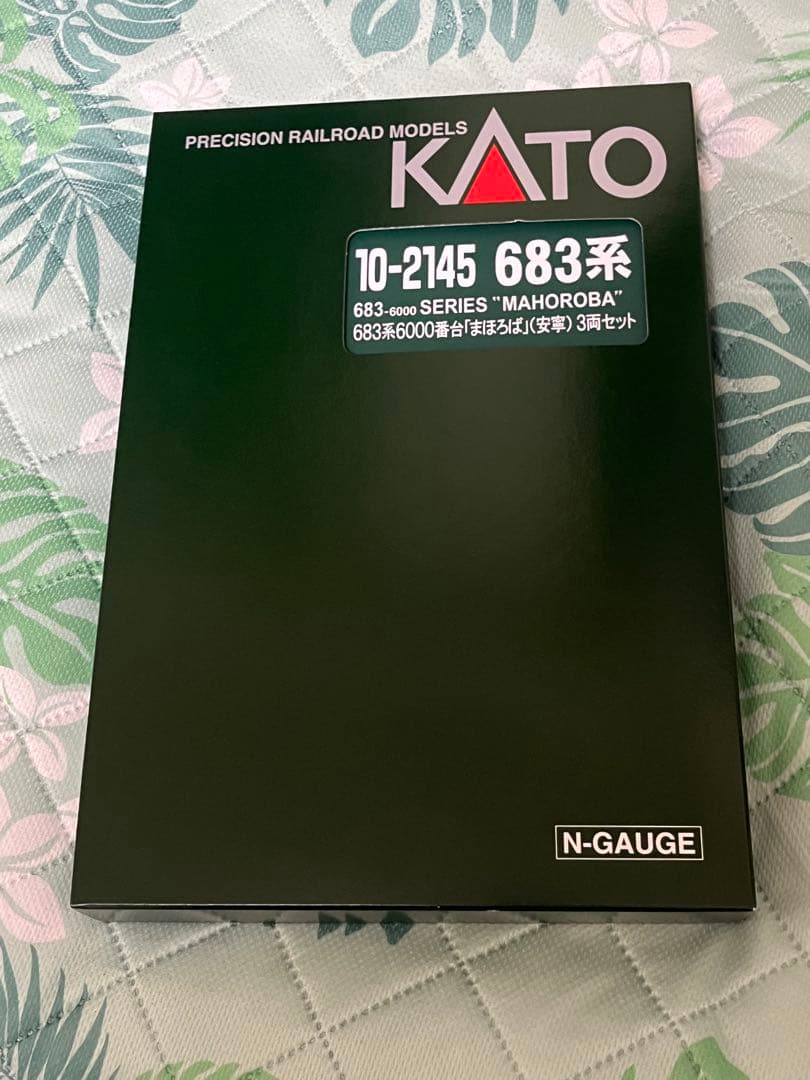 PRECISION RAILROAD MODELS
KATO
10-2145 683系
683-6000 SERIES "MAHOROBA"
683系6000番台「まほろば」(安寧) 3両セット
N-GAUGE